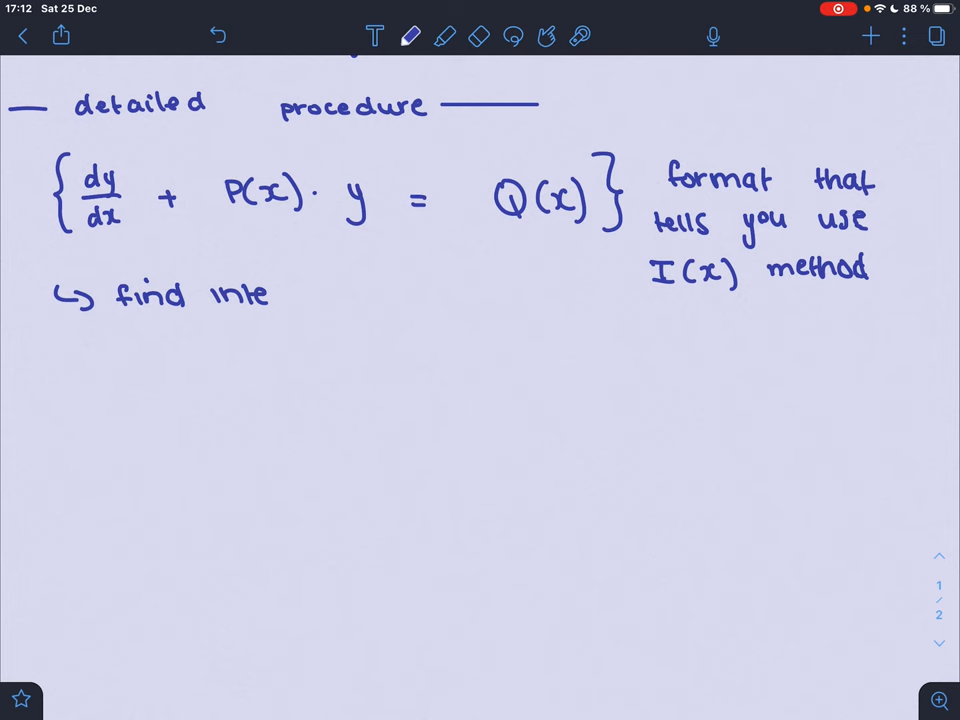 17:12 Sat 25 Dec 88 %
— detailed procedure —
{dy/dx + P(x) · y = Q(x)} format that
tells you use
I(x) method
↪ find inte
1
/
2